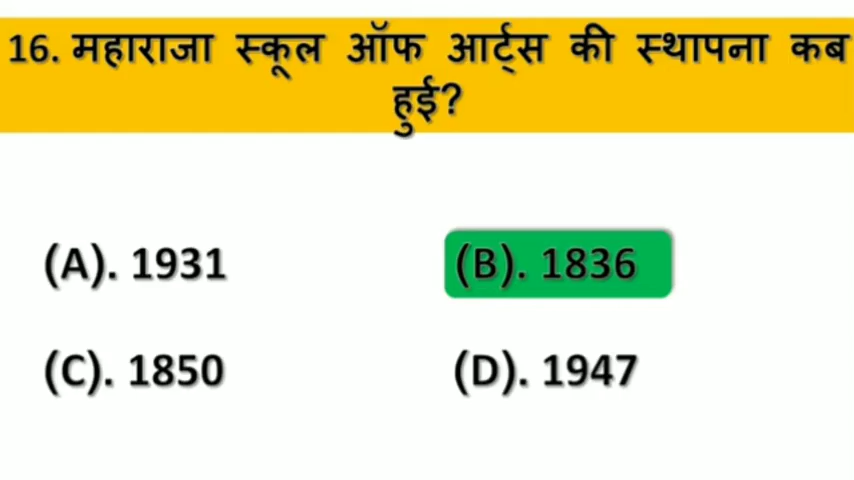 16. महाराजा स्कूल ऑफ आर्ट्स की स्थापना कब
हुई?
(A). 1931 (B). 1836
(C). 1850 (D). 1947